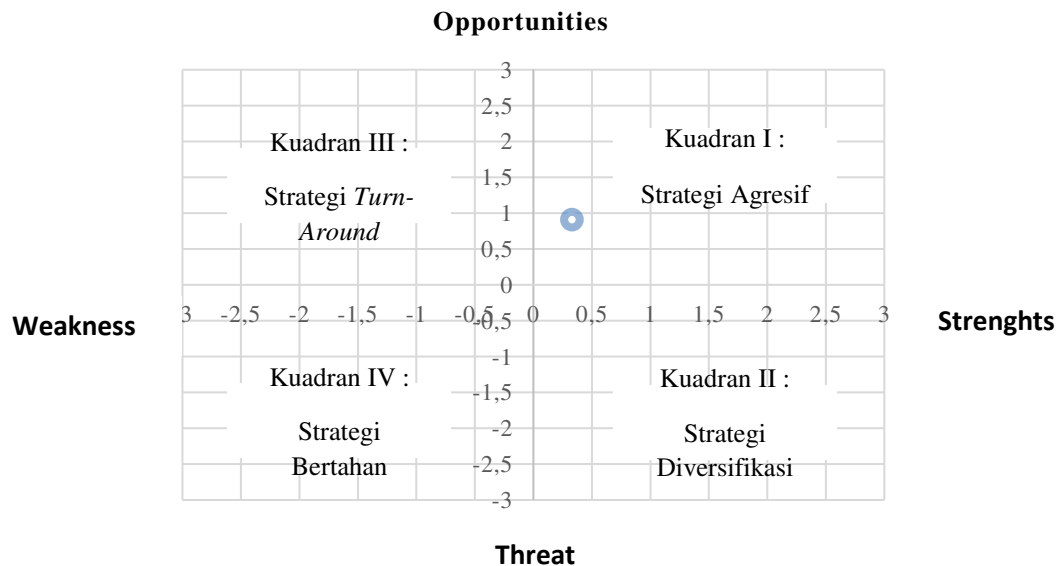 Opportunities
3
2,5
Kuadran III :
2
Kuadran I :
1,5
Strategi Turn-
Around
Strategi Agresif
1
0,5
0
Weakness
3 -2,5 -2 -1,5 -1 -0,5 0 0,5 1 1,5 2 2,5 3
Strenghts
-0,5
-1
Kuadran IV :
Kuadran II :
-1,5
Strategi
Bertahan
-2
Strategi
Diversifikasi
-2,5
-3
Threat